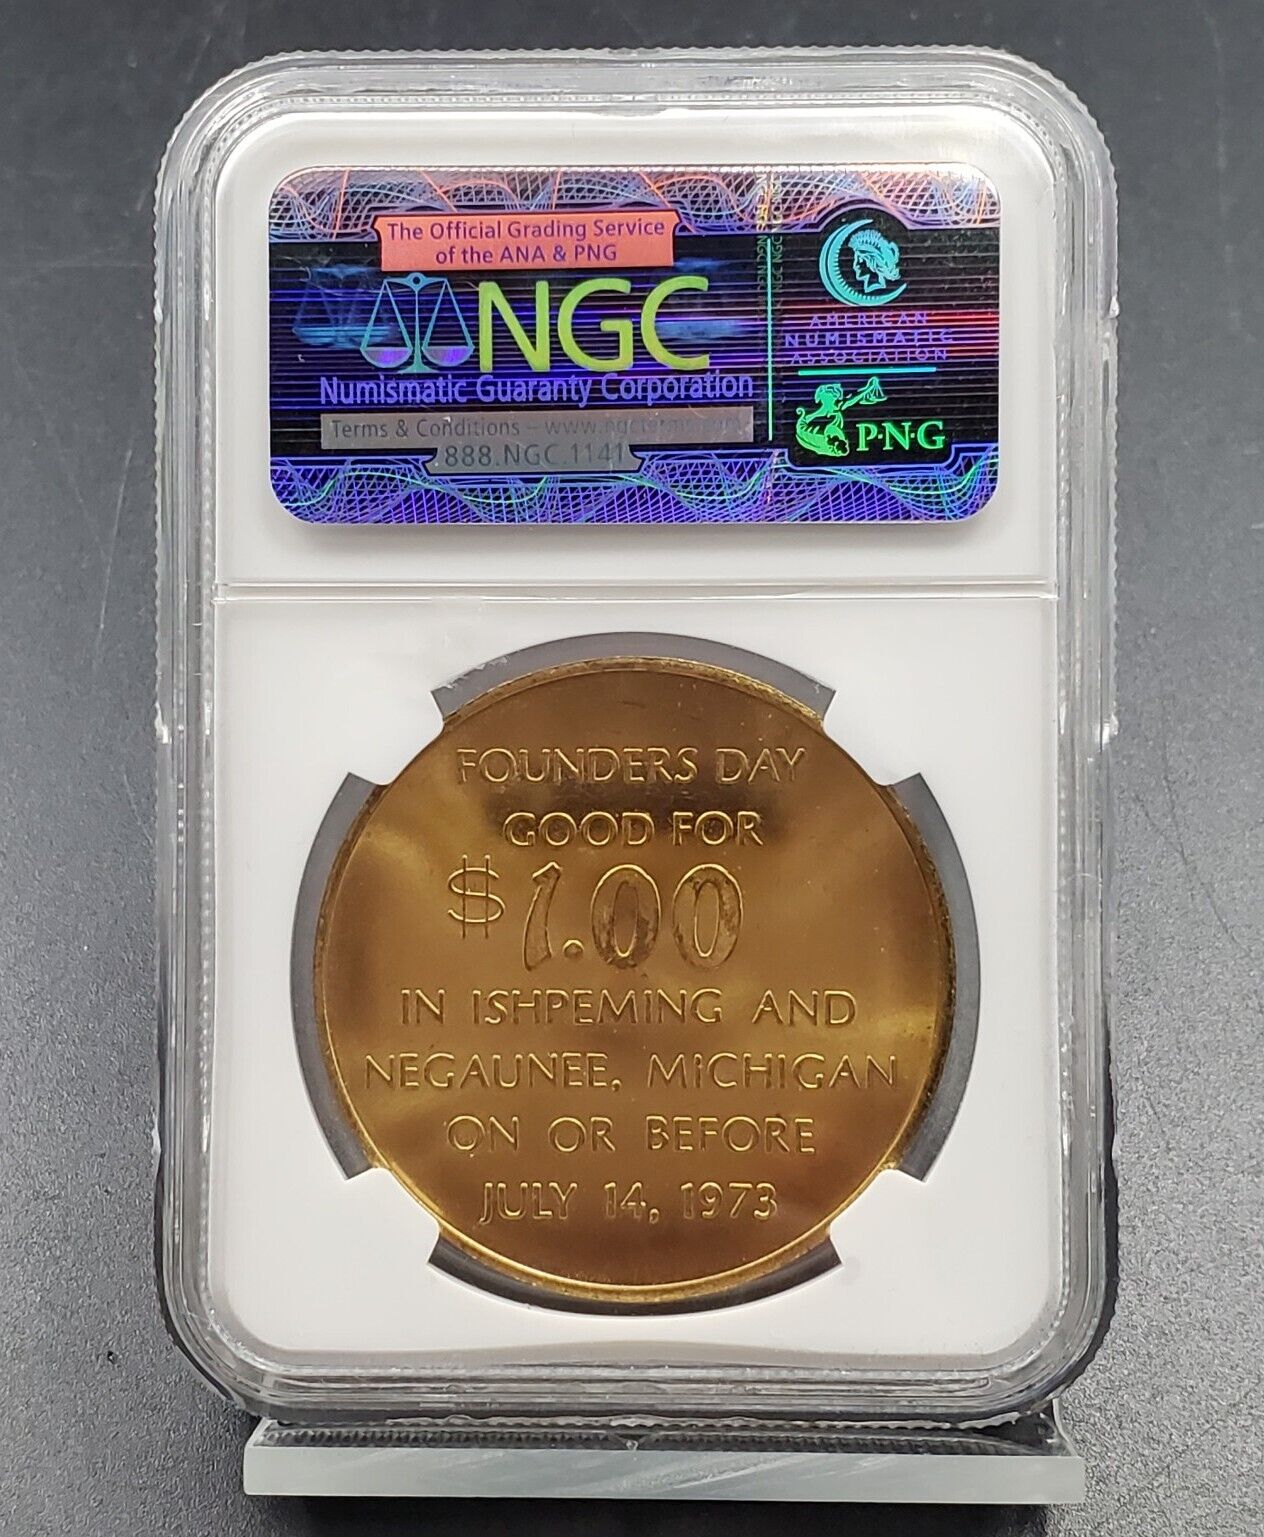 The Official Grading Service
of the ANA & PNG
NGC
Numismatic Guaranty Corporation
Terms & Conditions – www.ngcterms.com
888.NGC.1141
AMERICAN
NUMISMATIC
ASSOCIATION
P·N·G
FOUNDERS DAY
GOOD FOR
$1.00
IN ISHPEMING AND
NEGAUNEE, MICHIGAN
ON OR BEFORE
JULY 14, 1973